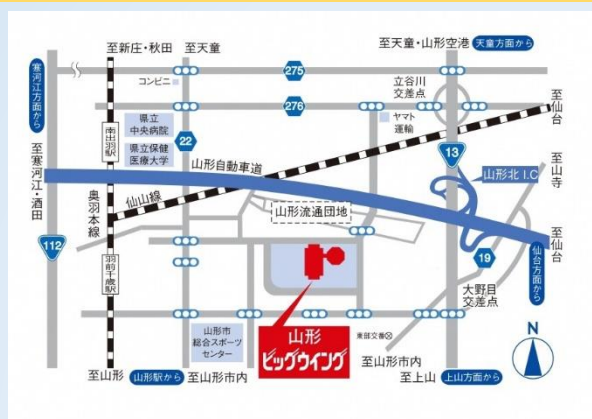 至新庄・秋田
至天童
至天童・山形空港
天童方面から
寒河江方面から
275
コンビニ
立谷川
交差点
276
至仙台
県立
中央病院
ヤマト
運輸
南出羽駅
22
県立保健
医療大学
13
山形北I.C
至山寺
至寒河江・酒田
山形自動車道
仙山線
奥羽本線
山形流通団地
112
至仙台
仙台方面から
羽前千歳駅
19
大野目
交差点
山形市
総合スポーツ
センター
山形
ビッグウイング
東部交番
N
至山形
山形駅から
至山形市内
至山形市内
至上山
上山方面から